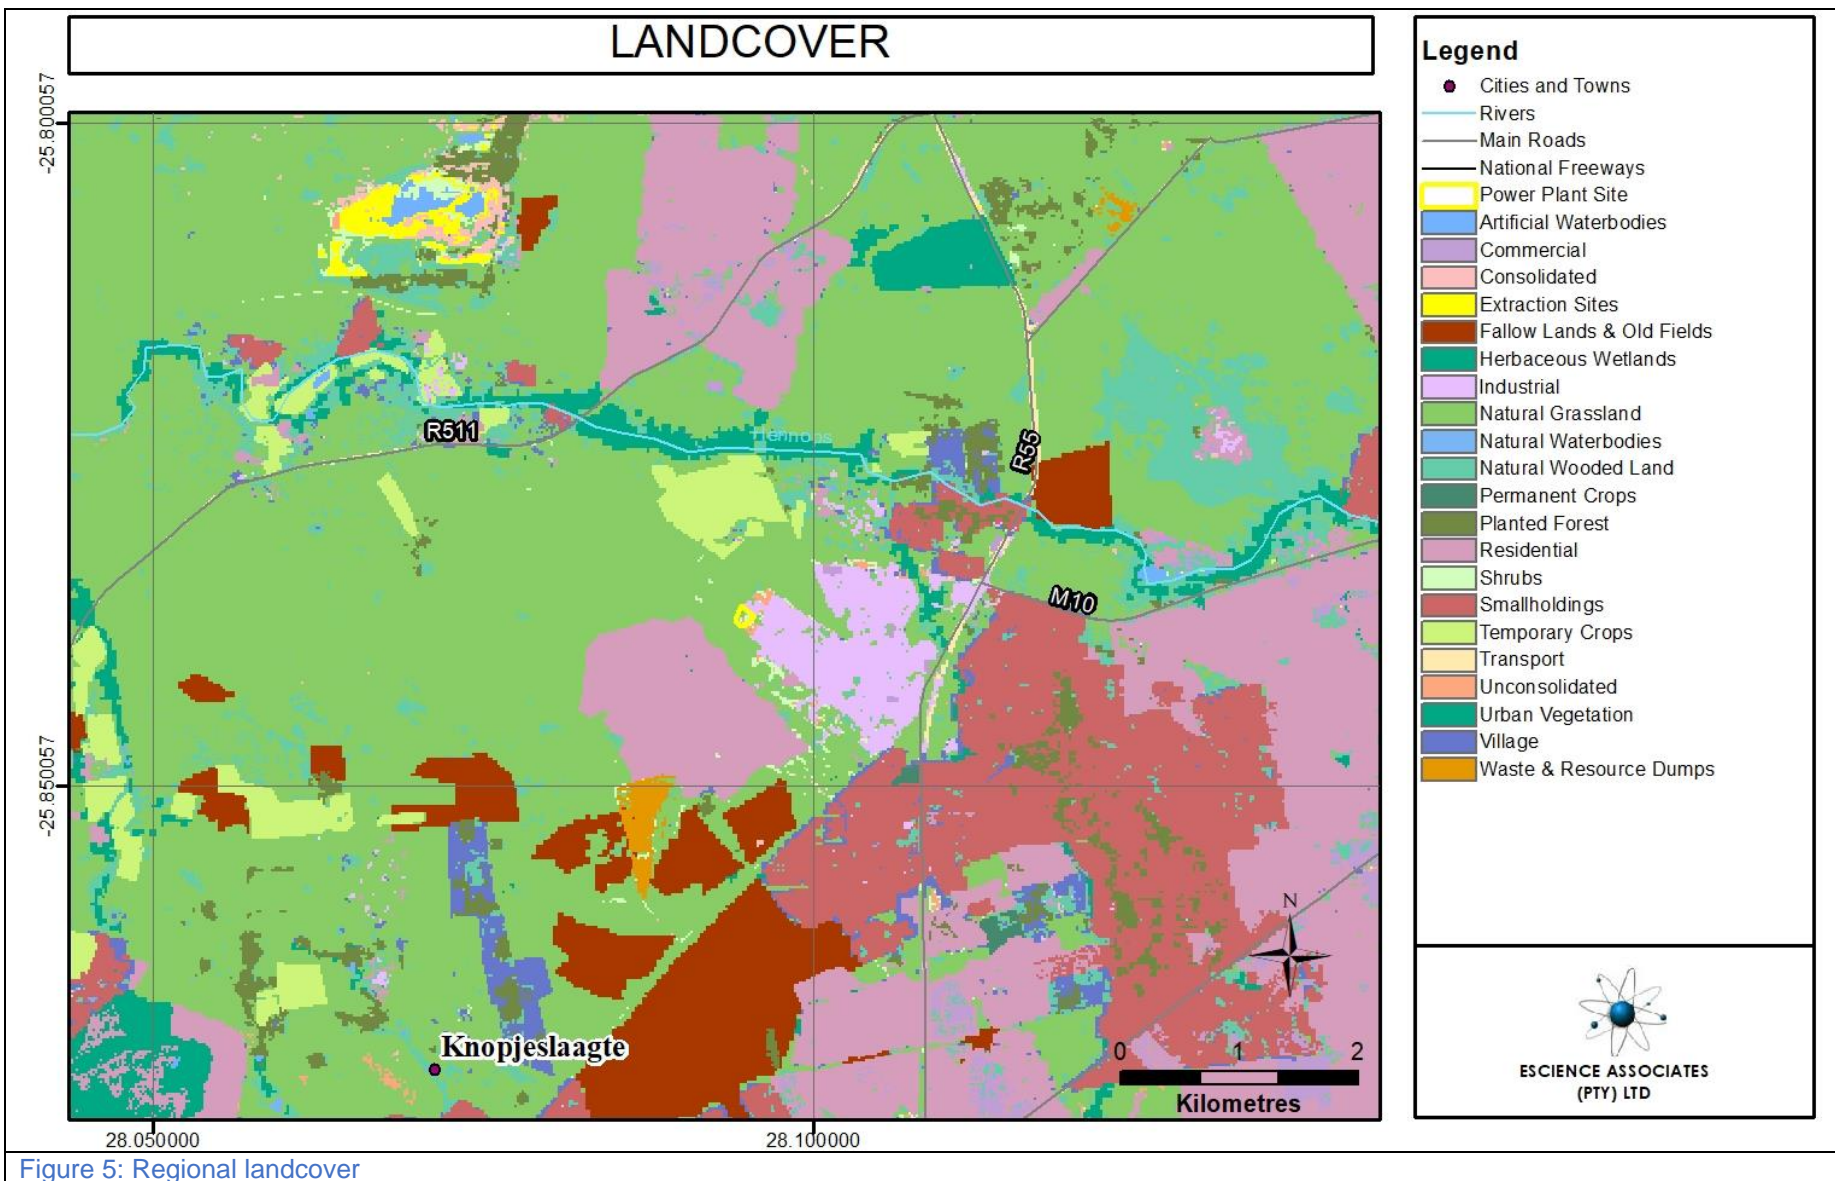 LANDCOVER
-25.800057
-25.850057
28.050000
28.100000
R511
Hennops
R55
M10
Knopjeslaagte
N
0 1 2
Kilometres
Legend
Cities and Towns
Rivers
Main Roads
National Freeways
Power Plant Site
Artificial Waterbodies
Commercial
Consolidated
Extraction Sites
Fallow Lands & Old Fields
Herbaceous Wetlands
Industrial
Natural Grassland
Natural Waterbodies
Natural Wooded Land
Permanent Crops
Planted Forest
Residential
Shrubs
Smallholdings
Temporary Crops
Transport
Unconsolidated
Urban Vegetation
Village
Waste & Resource Dumps
ESCIENCE ASSOCIATES
(PTY) LTD
Figure 5: Regional landcover